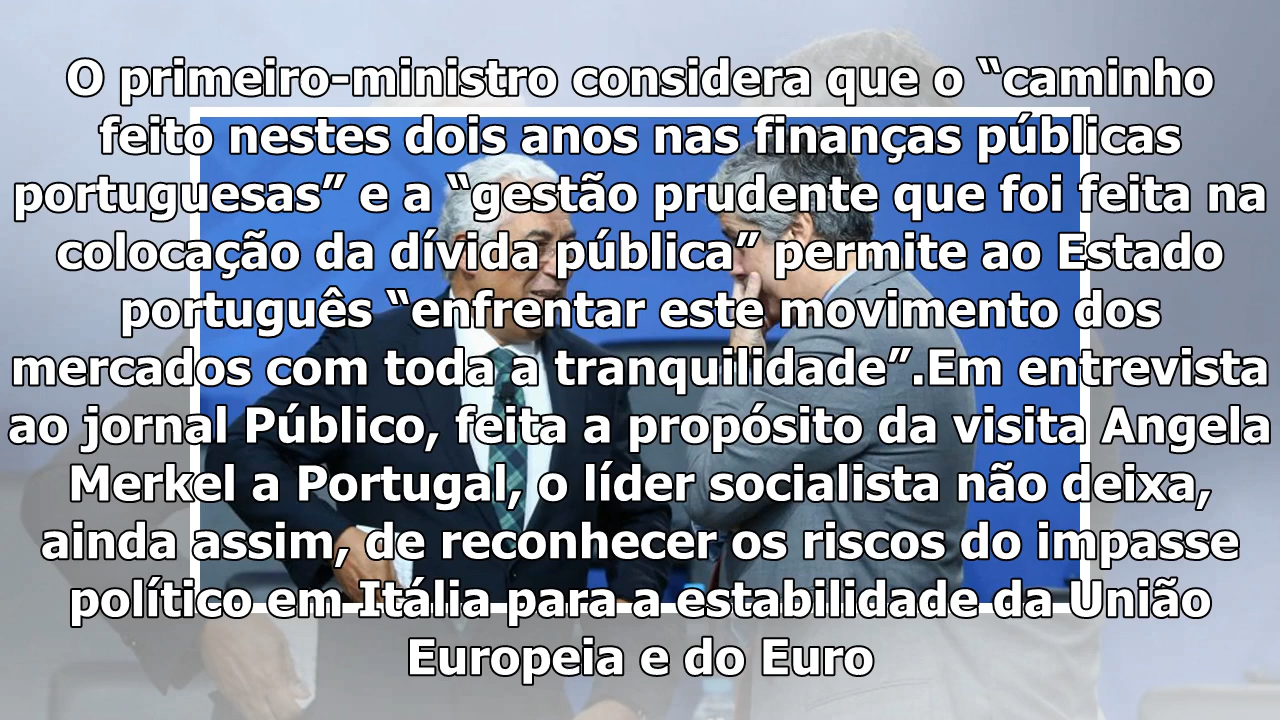 O primeiro-ministro considera que o “caminho
feito nestes dois anos nas finanças públicas
portuguesas” e a “gestão prudente que foi feita na
colocação da dívida pública” permite ao Estado
português “enfrentar este movimento dos
mercados com toda a tranquilidade”.Em entrevista
ao jornal Público, feita a propósito da visita Angela
Merkel a Portugal, o líder socialista não deixa,
ainda assim, de reconhecer os riscos do impasse
político em Itália para a estabilidade da União
Europeia e do Euro